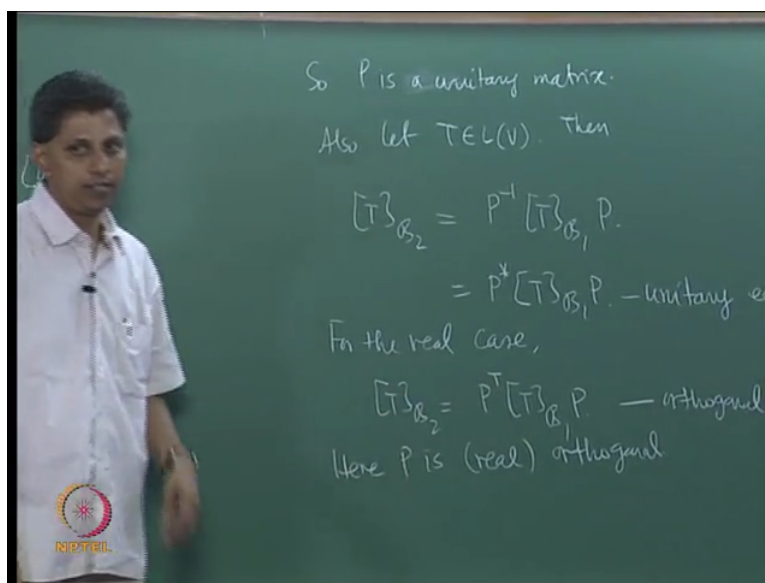 So P is a unitary matrix.
Also let T∈L(V). Then
[T]_{B_2} = P^{-1} [T]_{B_1} P.
= P^* [T]_{B_1} P. – unitary e
For the real case,
[T]_{B_2} = P^T [T]_{B_1} P. — orthogonal
Here P is (real) orthogonal.
NPTEL